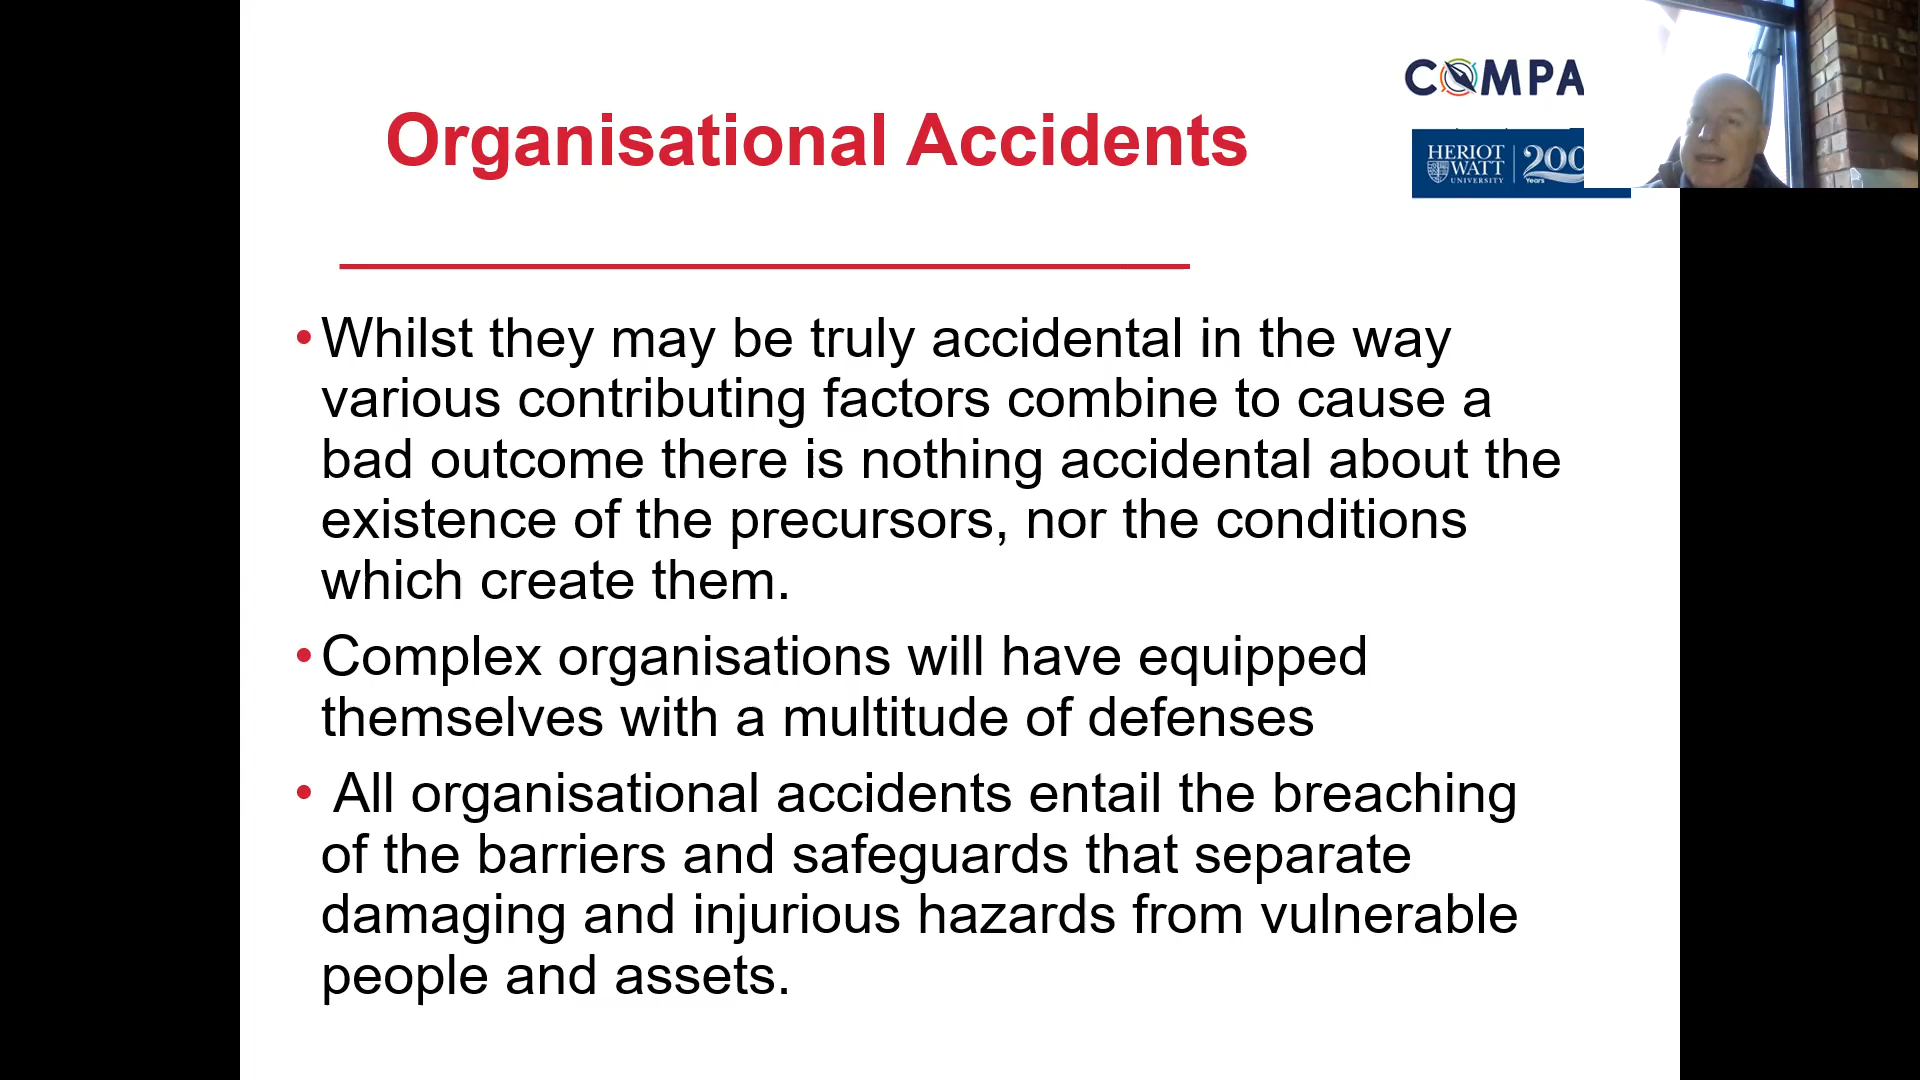 Organisational Accidents
COMPA
HERIOT
WATT
UNIVERSITY
200
Years
•Whilst they may be truly accidental in the way
various contributing factors combine to cause a
bad outcome there is nothing accidental about the
existence of the precursors, nor the conditions
which create them.
•Complex organisations will have equipped
themselves with a multitude of defenses
• All organisational accidents entail the breaching
of the barriers and safeguards that separate
damaging and injurious hazards from vulnerable
people and assets.